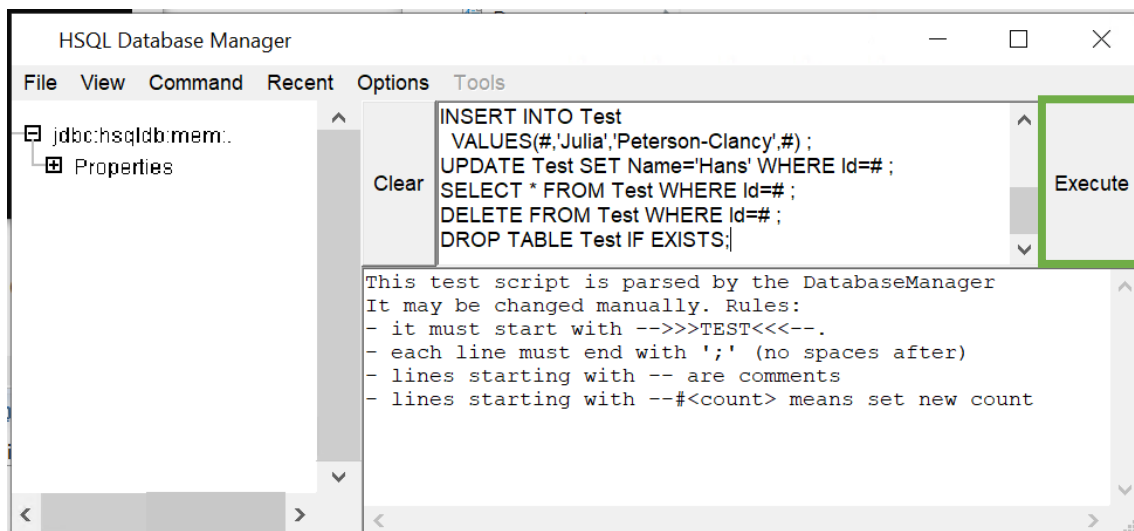 HSQL Database Manager
File View Command Recent Options Tools
jdbc:hsqldb:mem:.
Properties
Clear
INSERT INTO Test
VALUES(#,'Julia','Peterson-Clancy',#) ;
UPDATE Test SET Name='Hans' WHERE Id=# ;
SELECT * FROM Test WHERE Id=# ;
DELETE FROM Test WHERE Id=# ;
DROP TABLE Test IF EXISTS;
Execute
This test script is parsed by the DatabaseManager
It may be changed manually. Rules:
- it must start with -->>>TEST<<<--.
- each line must end with ';' (no spaces after)
- lines starting with -- are comments
- lines starting with --#<count> means set new count